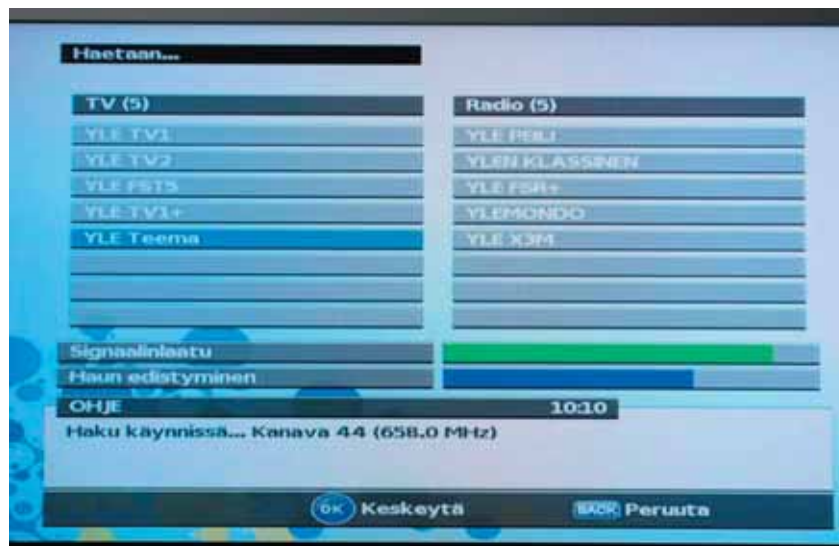 Haetaan...
TV (5)
YLE TV1
YLE TV2
YLE FST5
YLE TV1+
YLE Teema
Radio (5)
YLE PEILI
YLEN KLASSINEN
YLE FSR+
YLEMONDO
YLE X3M
Signaalinlaatu
Haun edistyminen
OHJE 10:10
Haku käynnissä... Kanava 44 (658.0 MHz)
OK Keskeytä BACK Peruuta